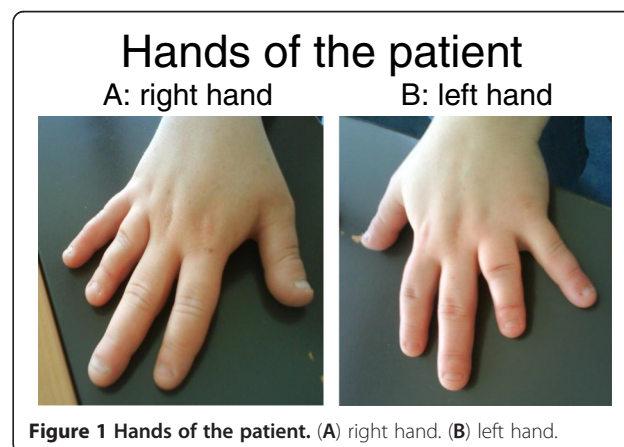 Hands of the patient
A: right hand
B: left hand
Figure 1 Hands of the patient. (A) right hand. (B) left hand.